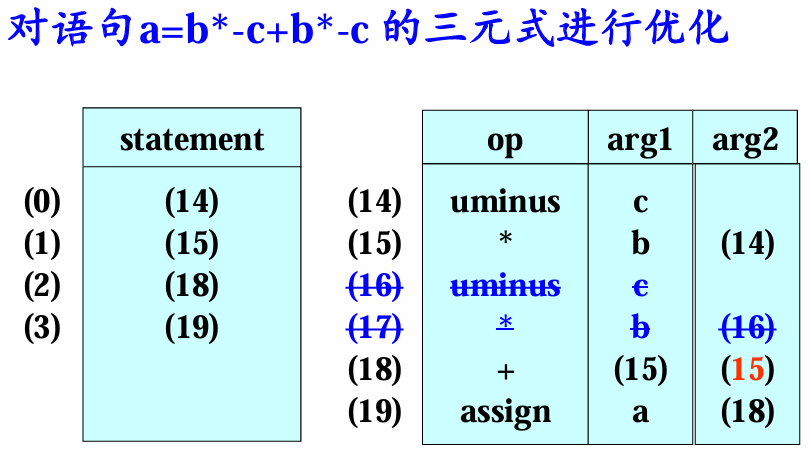 对语句a=b*-c+b*-c 的三元式进行优化
statement op arg1 arg2
(0) (14) (14) uminus c
(1) (15) (15) * b (14)
(2) (18) (16) uminus c
(3) (19) (17) * b (16)
(18) + (15) (15)
(19) assign a (18)